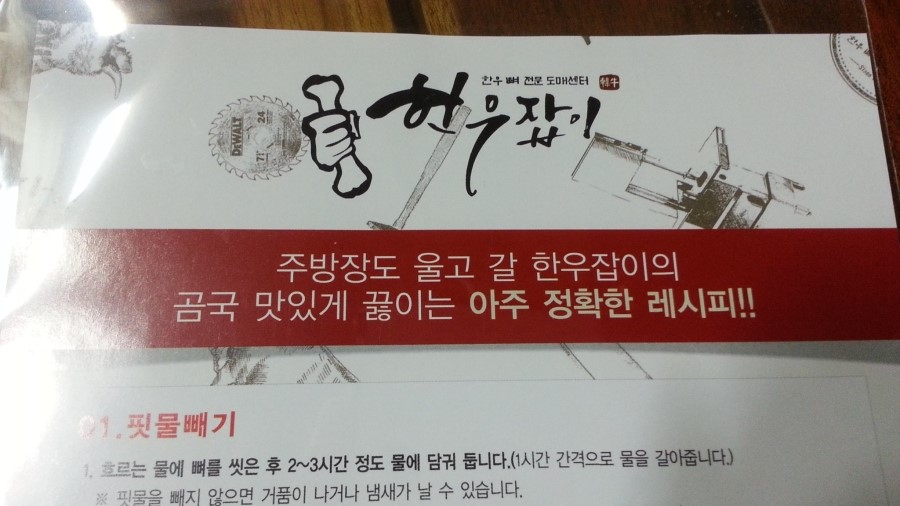 한우 뼈 전문 도매센터 韓牛
한우잡이
DEWALT
24
주방장도 울고 갈 한우잡이의
곰국 맛있게 끓이는 아주 정확한 레시피!!
01.핏물빼기
1. 흐르는 물에 뼈를 씻은 후 2~3시간 정도 물에 담궈 둡니다.(1시간 간격으로 물을 갈아줍니다.)
※ 핏물을 빼지 않으면 거품이 나거나 냄새가 날 수 있습니다.